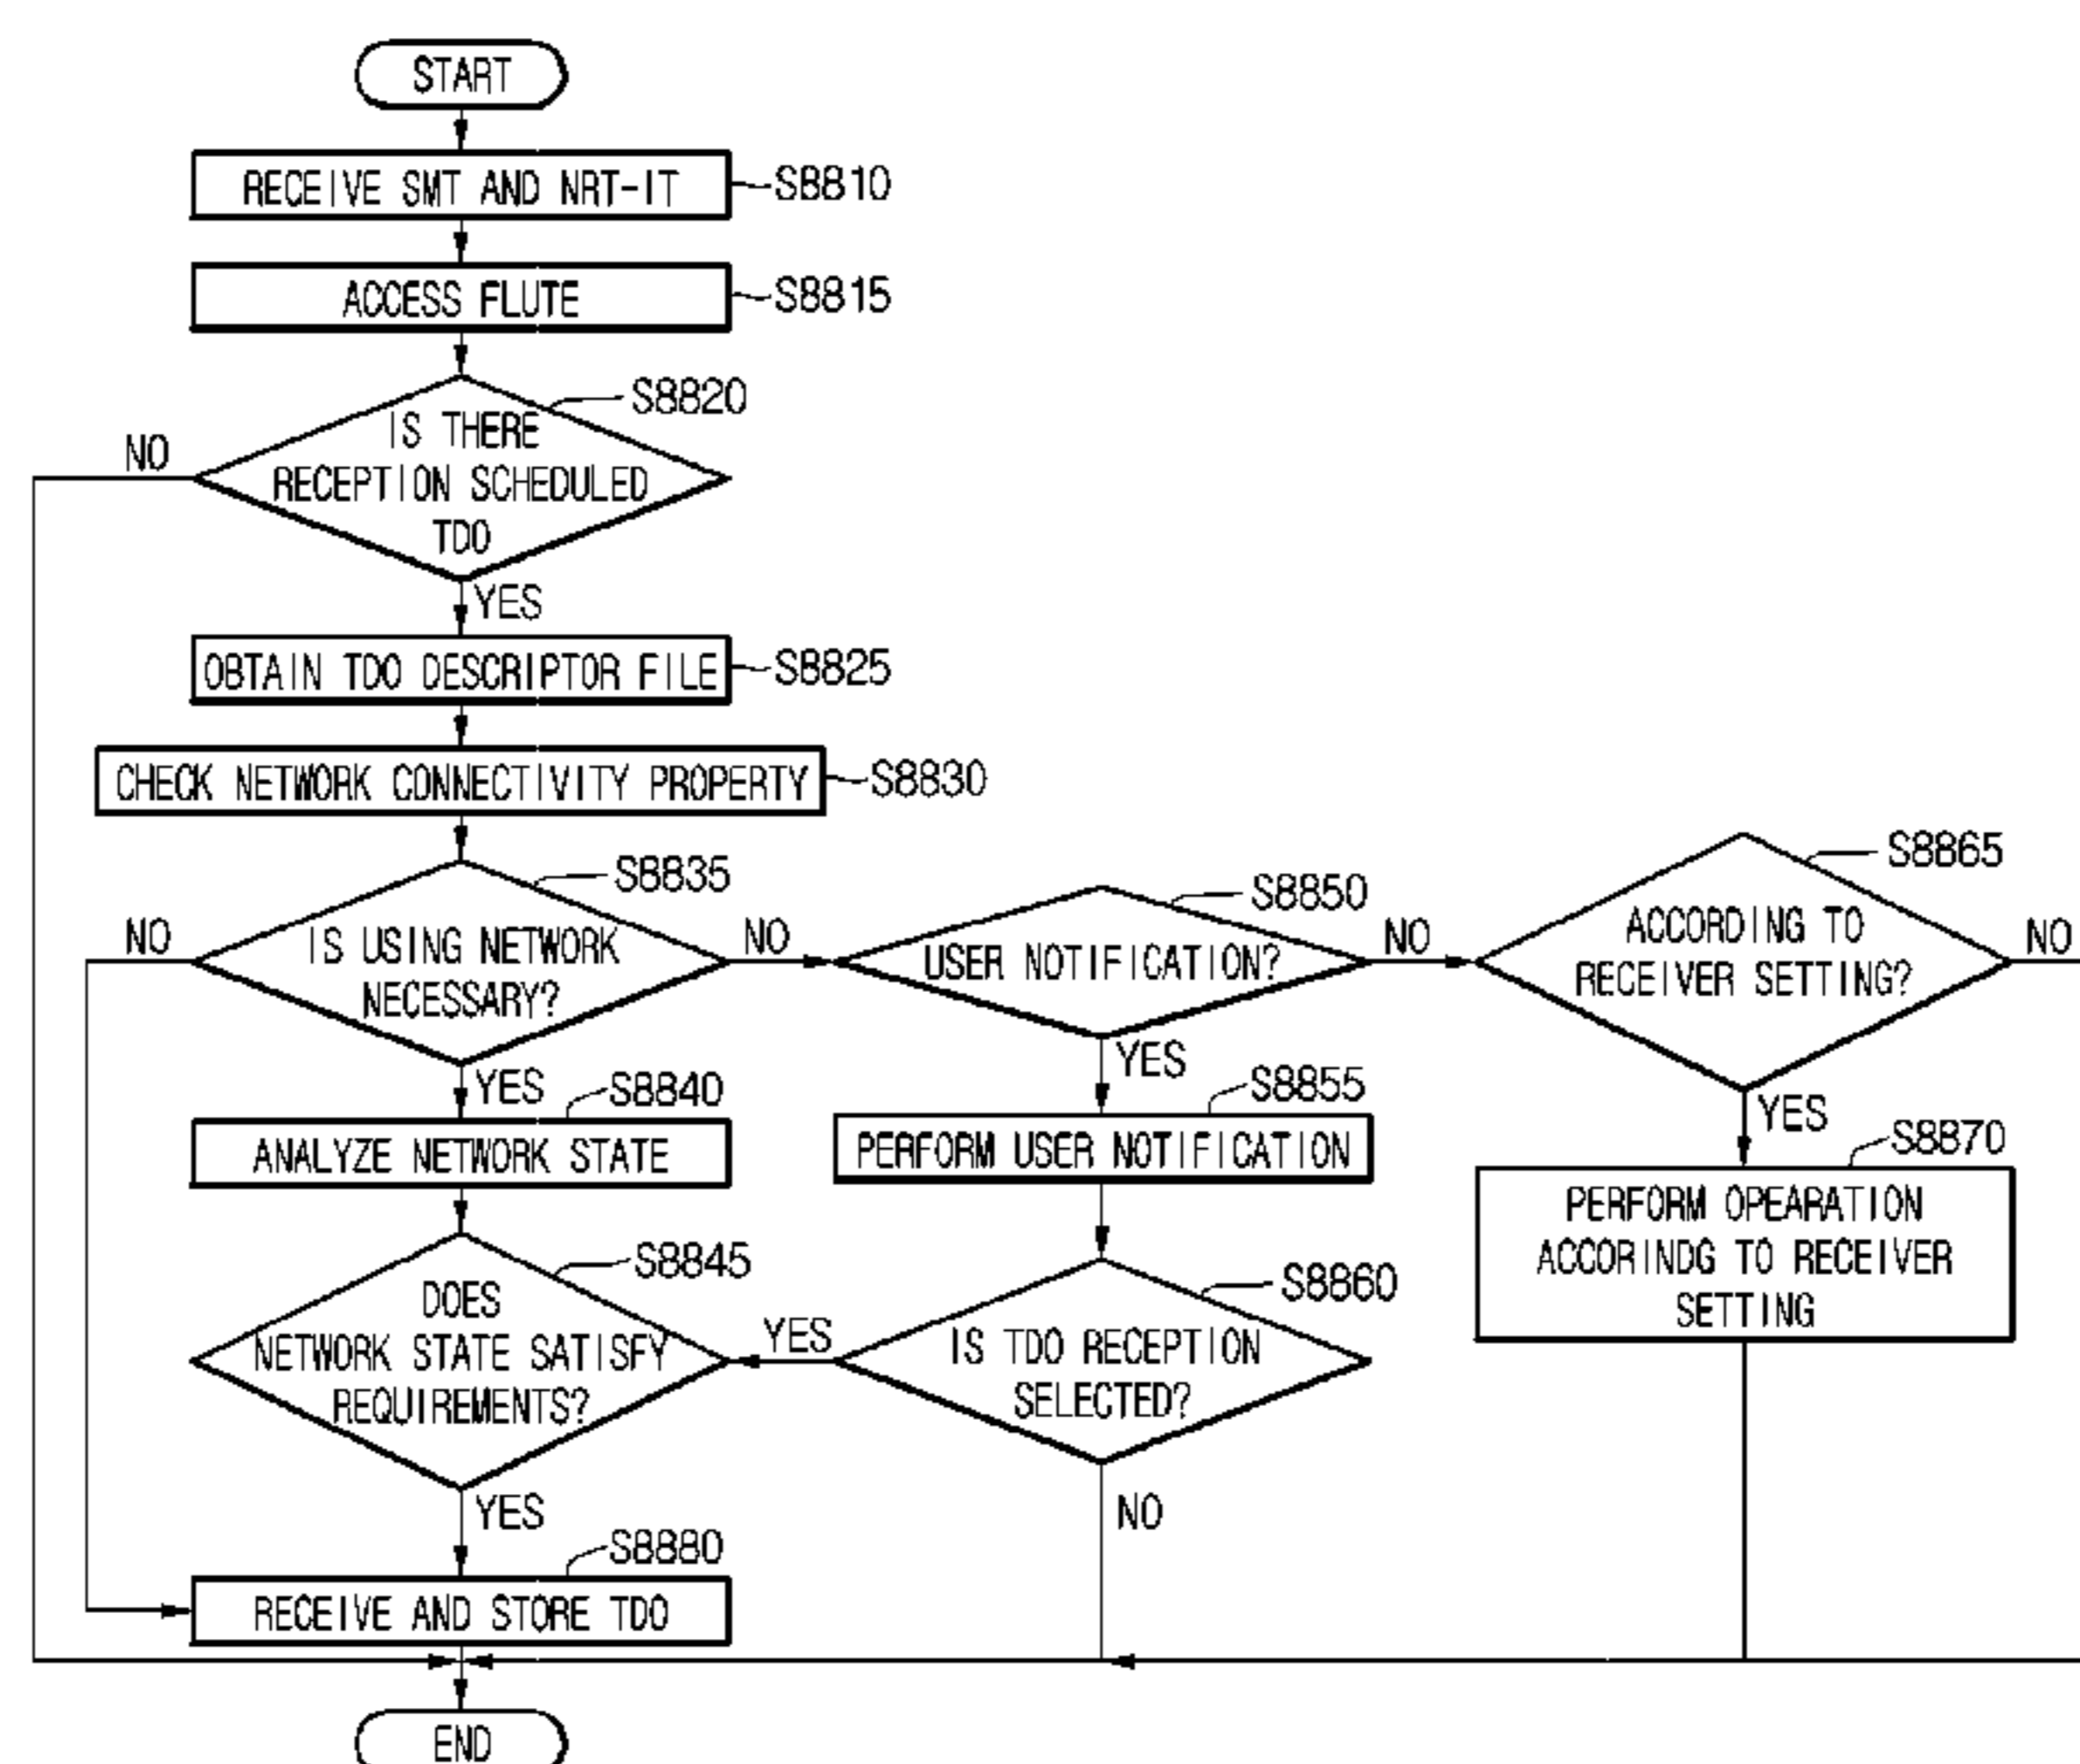 START
RECEIVE SMT AND NRT-IT
S8810
ACCESS FLUTE
S8815
S8820
IS THERE
RECEPTION SCHEDULED
TDO
NO
YES
OBTAIN TDO DESCRIPTOR FILE
S8825
CHECK NETWORK CONNECTIVITY PROPERTY
S8830
S8835
IS USING NETWORK
NECESSARY?
NO
NO
YES
S8850
USER NOTIFICATION?
NO
YES
S8865
ACCORDING TO
RECEIVER SETTING?
NO
YES
S8840
ANALYZE NETWORK STATE
S8855
PERFORM USER NOTIFICATION
S8870
PERFORM OPEARATION
ACCORINDG TO RECEIVER
SETTING
S8845
DOES
NETWORK STATE SATISFY
REQUIREMENTS?
YES
S8860
IS TDO RECEPTION
SELECTED?
YES
NO
S8880
RECEIVE AND STORE TDO
END